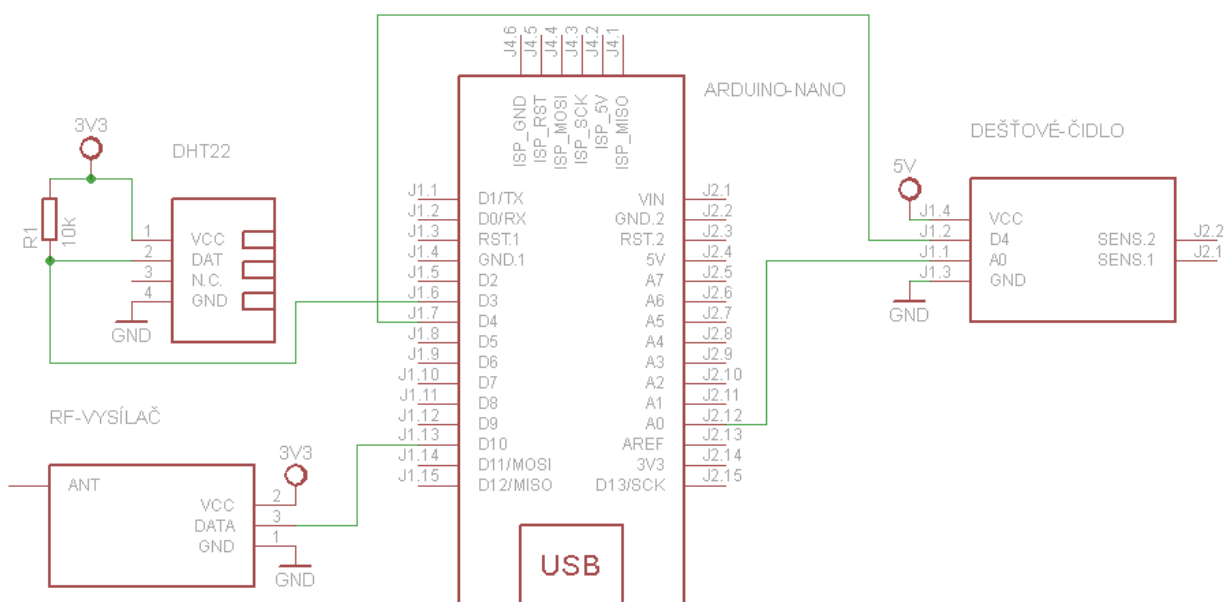 J4.6
J4.5
J4.4
J4.3
J4.2
J4.1
ARDUINO-NANO
ISP_GND
ISP_RST
ISP_MOSI
ISP_SCK
ISP_5V
ISP_MISO
J1.1 D1/TX
J1.2 D0/RX
J1.3 RST.1
J1.4 GND.1
J1.5 D2
J1.6 D3
J1.7 D4
J1.8 D5
J1.9 D6
J1.10 D7
J1.11 D8
J1.12 D9
J1.13 D10
J1.14 D11/MOSI
J1.15 D12/MISO
VIN J2.1
GND.2 J2.2
RST.2 J2.3
5V J2.4
A7 J2.5
A6 J2.6
A5 J2.7
A4 J2.8
A3 J2.9
A2 J2.10
A1 J2.11
A0 J2.12
AREF J2.13
3V3 J2.14
D13/SCK J2.15
USB
3V3
DHT22
R1
10k
1 VCC
2 DAT
3 N.C.
4 GND
GND
RF-VYSÍLAČ
ANT
3V3
VCC 2
DATA 3
GND 1
GND
DEŠŤOVÉ-ČIDLO
5V
J1.4 VCC
J1.2 D4
J1.1 A0
J1.3 GND
SENS.2 J2.2
SENS.1 J2.1
GND